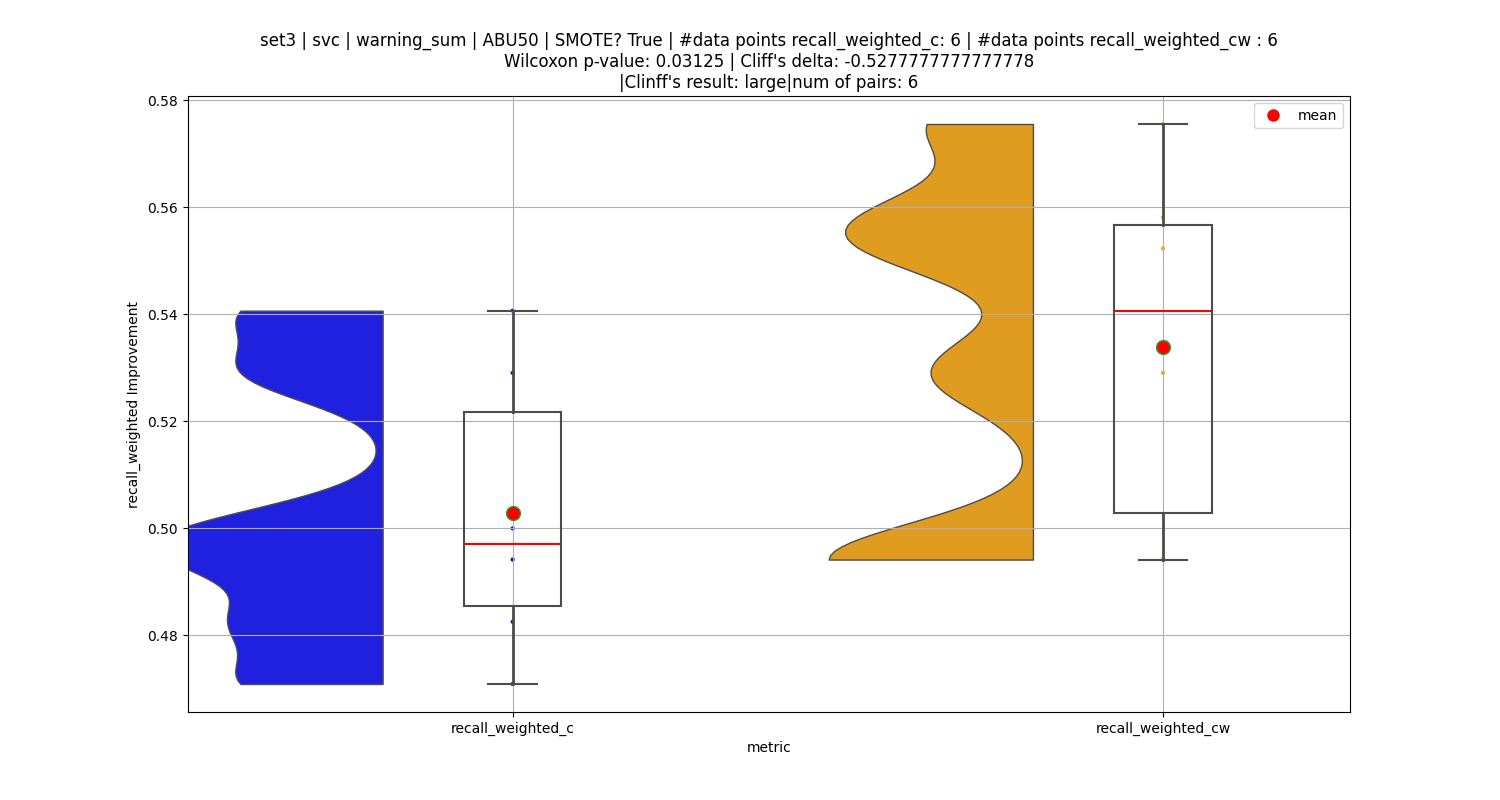 set3 | svc | warning_sum | ABU50 | SMOTE? True | #data points recall_weighted_c: 6 | #data points recall_weighted_cw : 6
Wilcoxon p-value: 0.03125 | Cliff's delta: -0.5277777777777778
|Clinff's result: large|num of pairs: 6
mean
0.58
0.56
0.54
0.52
0.50
0.48
recall_weighted Improvement
recall_weighted_c
recall_weighted_cw
metric